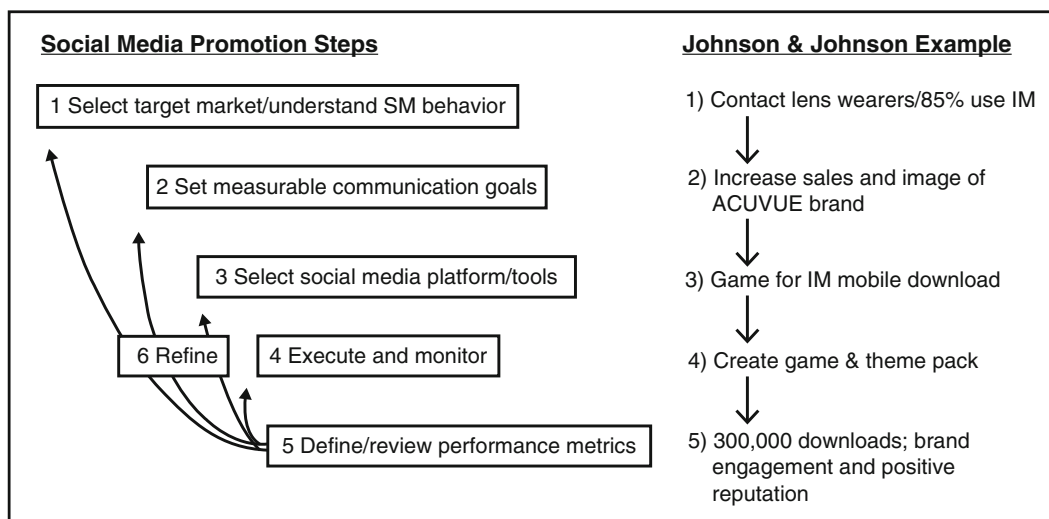 Social Media Promotion Steps
1 Select target market/understand SM behavior
2 Set measurable communication goals
3 Select social media platform/tools
6 Refine
4 Execute and monitor
5 Define/review performance metrics
Johnson & Johnson Example
1) Contact lens wearers/85% use IM
2) Increase sales and image of
ACUVUE brand
3) Game for IM mobile download
4) Create game & theme pack
5) 300,000 downloads; brand
engagement and positive
reputation